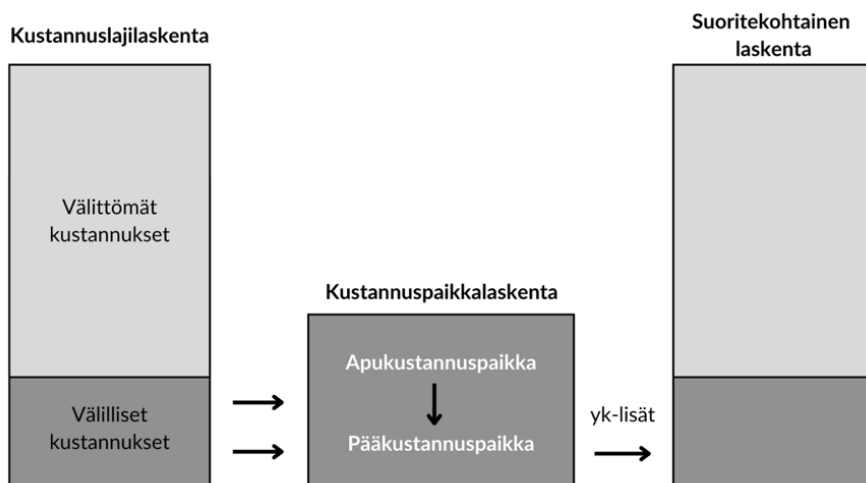 Kustannuslajilaskenta
Välittömät
kustannukset
Välilliset
kustannukset
Kustannuspaikkalaskenta
Apukustannuspaikka
Pääkustannuspaikka
yk-lisät
Suoritekohtainen
laskenta